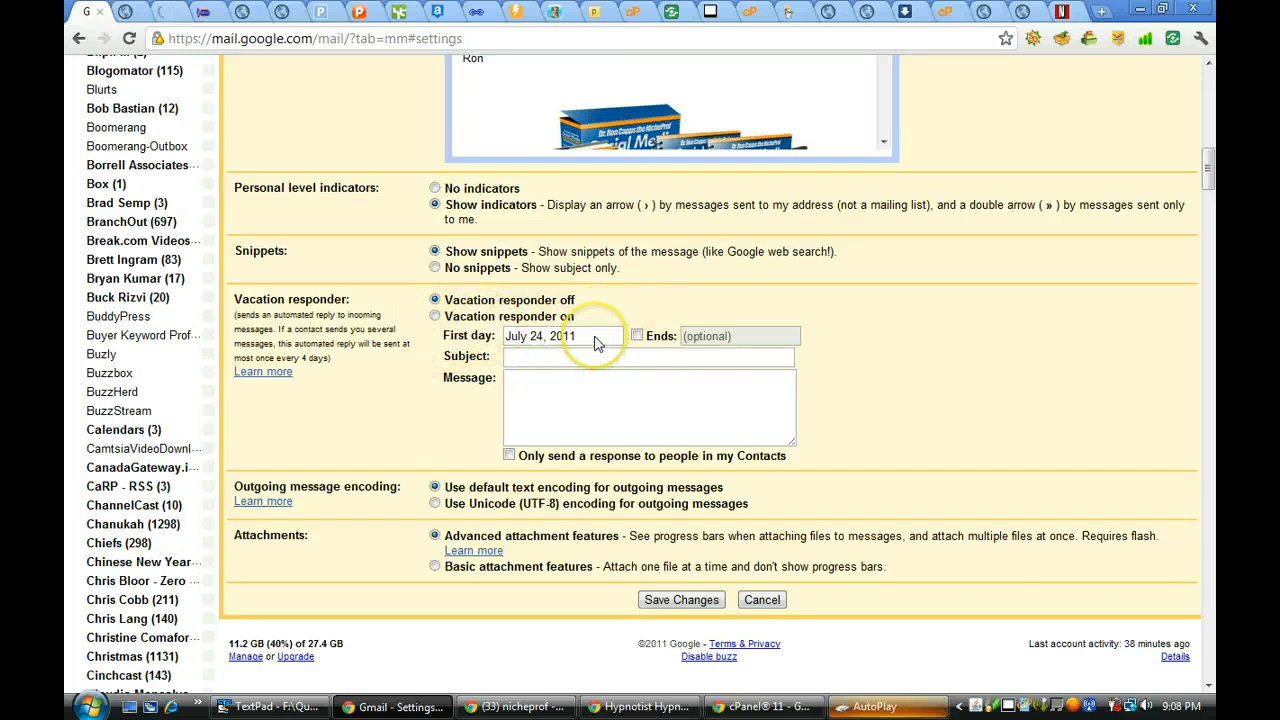 G
https://mail.google.com/mail/?tab=mm#settings
Blogomator (115)
Blurts
Bob Bastian (12)
Boomerang
Boomerang-Outbox
Borrell Associates...
Box (1)
Brad Semp (3)
BranchOut (697)
Break.com Videos...
Brett Ingram (83)
Bryan Kumar (17)
Buck Rizvi (20)
BuddyPress
Buyer Keyword Prof...
Buzly
Buzzbox
BuzzHerd
BuzzStream
Calendars (3)
CamtsiaVideoDownl...
CanadaGateway.i...
CaRP - RSS (3)
ChannelCast (10)
Chanukah (1298)
Chiefs (298)
Chinese New Year...
Chris Bloor - Zero ...
Chris Cobb (211)
Chris Lang (140)
Christine Comafor...
Christmas (1131)
Cinchcast (143)
Ron
Dr. Ron Capps the NicheProf
Social Medi
Personal level indicators:
No indicators
Show indicators - Display an arrow ( › ) by messages sent to my address (not a mailing list), and a double arrow ( » ) by messages sent only
to me.
Snippets:
Show snippets - Show snippets of the message (like Google web search!).
No snippets - Show subject only.
Vacation responder:
(sends an automated reply to incoming
messages. If a contact sends you several
messages, this automated reply will be sent at
most once every 4 days)
Learn more
Vacation responder off
Vacation responder on
First day: July 24, 2011 Ends: (optional)
Subject:
Message:
Only send a response to people in my Contacts
Outgoing message encoding:
Learn more
Use default text encoding for outgoing messages
Use Unicode (UTF-8) encoding for outgoing messages
Attachments:
Advanced attachment features - See progress bars when attaching files to messages, and attach multiple files at once. Requires flash.
Learn more
Basic attachment features - Attach one file at a time and don't show progress bars.
Save Changes Cancel
11.2 GB (40%) of 27.4 GB
Manage or Upgrade
©2011 Google - Terms & Privacy
Disable buzz
Last account activity: 38 minutes ago
Details
TextPad - F:\Qu... Gmail - Settings... (33) nicheprof -... Hypnotist Hypn... cPanel® 11 - G... AutoPlay 9:08 PM